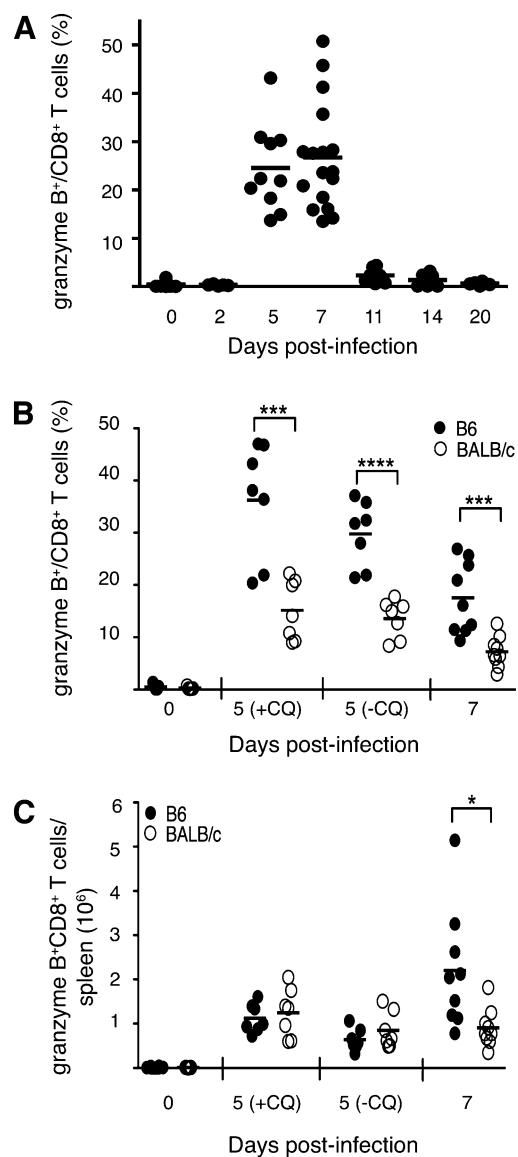 A
granzyme B⁺/CD8⁺ T cells (%)
50
40
30
20
10
0 2 5 7 11 14 20
Days post-infection
B
granzyme B⁺/CD8⁺ T cells (%)
50
40
30
20
10
***
****
***
B6
BALB/c
0 5 (+CQ) 5 (-CQ) 7
Days post-infection
C
granzyme B⁺CD8⁺ T cells/
spleen (10⁶)
6
5
4
3
2
1
B6
BALB/c
*
0 5 (+CQ) 5 (-CQ) 7
Days post-infection